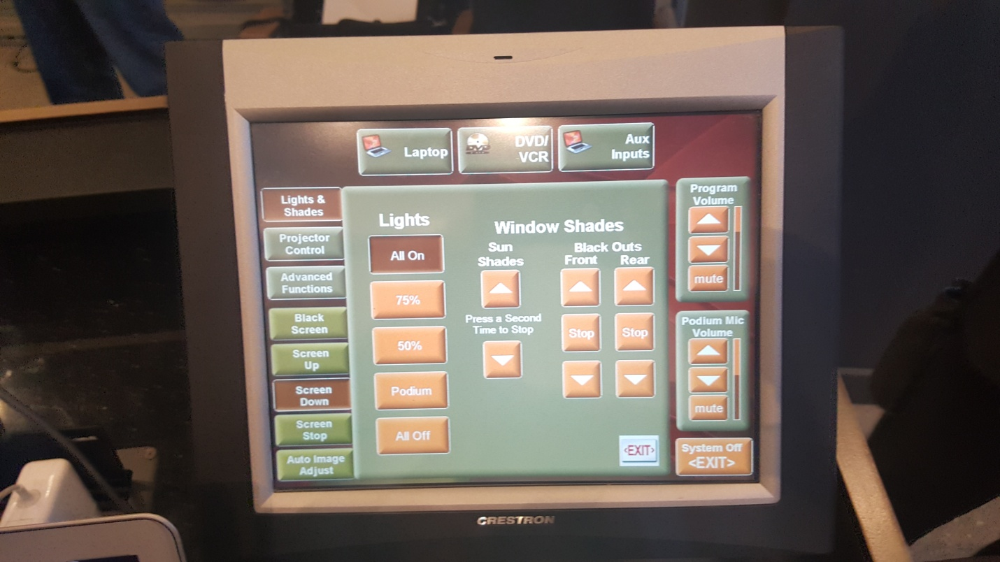 Laptop
DVD/
VCR
Aux
Inputs
Lights &
Shades
Projector
Control
Advanced
Functions
Black
Screen
Screen
Up
Screen
Down
Screen
Stop
Auto Image
Adjust
Lights
All On
75%
50%
Podium
All Off
Window Shades
Sun
Shades
Press a Second
Time to Stop
Black Outs
Front Rear
Stop Stop
<EXIT>
Program
Volume
mute
Podium Mic
Volume
mute
System Off
<EXIT>
CRESTRON